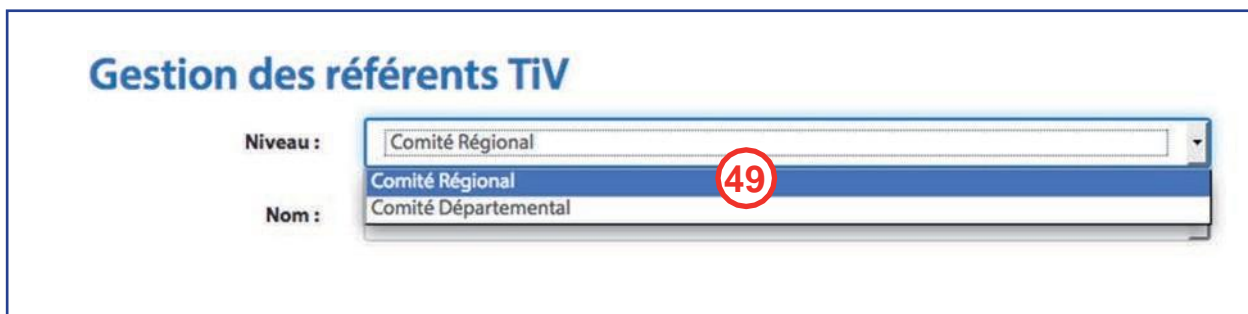 Gestion des référents TiV
Niveau : Comité Régional
Comité Régional
49
Nom : Comité Départemental